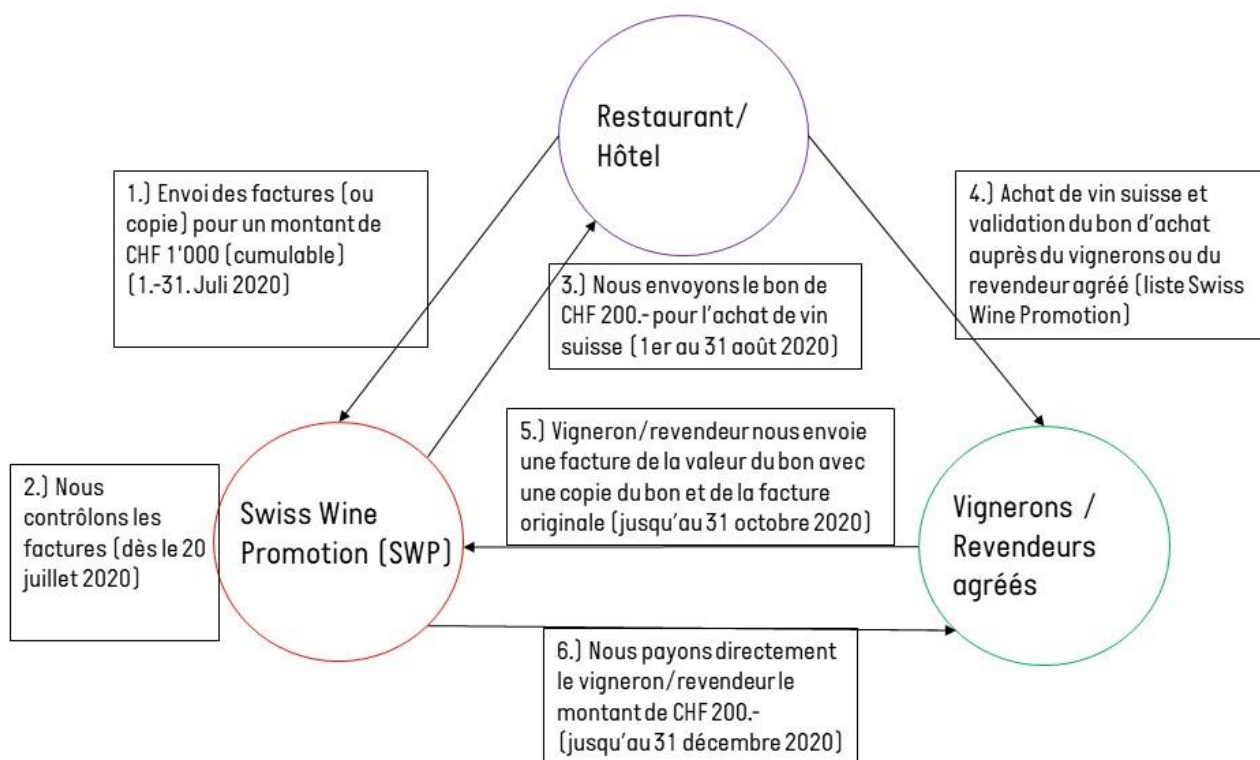 Restaurant/
Hôtel
1.) Envoi des factures (ou
copie) pour un montant de
CHF 1'000 (cumulable)
(1.-31. Juli 2020)
4.) Achat de vin suisse et
validation du bon d'achat
auprès du vignerons ou du
revendeur agréé (liste Swiss
Wine Promotion)
3.) Nous envoyons le bon de
CHF 200.- pour l'achat de vin
suisse (1er au 31 août 2020)
2.) Nous
contrôlons les
factures (dès le 20
juillet 2020)
Swiss Wine
Promotion (SWP)
5.) Vigneron/revendeur nous envoie
une facture de la valeur du bon avec
une copie du bon et de la facture
originale (jusqu'au 31 octobre 2020)
Vignerons /
Revendeurs
agréés
6.) Nous payons directement
le vigneron/revendeur le
montant de CHF 200.-
(jusqu'au 31 décembre 2020)